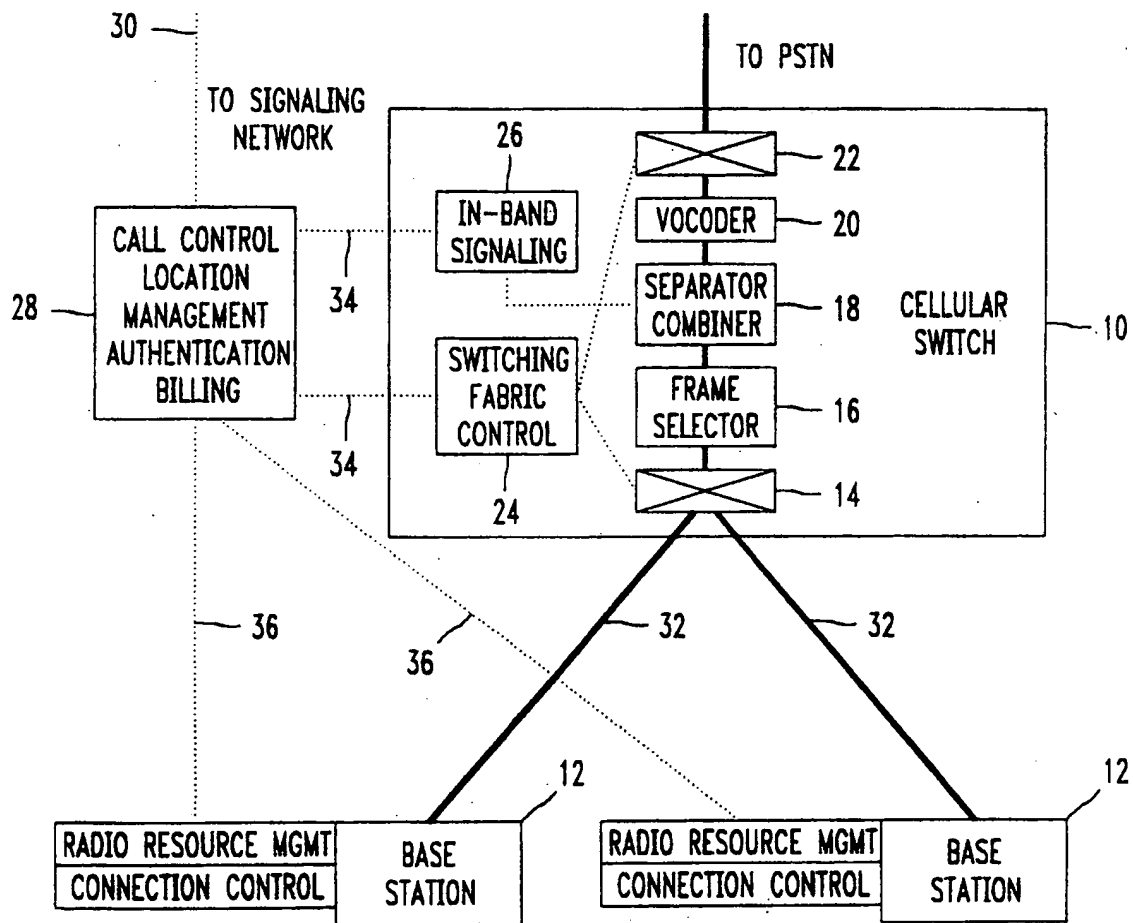 30
TO PSTN
TO SIGNALING
NETWORK
26
22
IN-BAND
SIGNALING
VOCODER
20
CALL CONTROL
LOCATION
MANAGEMENT
AUTHENTICATION
BILLING
28
34
SEPARATOR
COMBINER
18
CELLULAR
SWITCH
10
SWITCHING
FABRIC
CONTROL
FRAME
SELECTOR
16
34
24
14
36
36
32
32
12
12
RADIO RESOURCE MGMT
CONNECTION CONTROL
BASE
STATION
RADIO RESOURCE MGMT
CONNECTION CONTROL
BASE
STATION